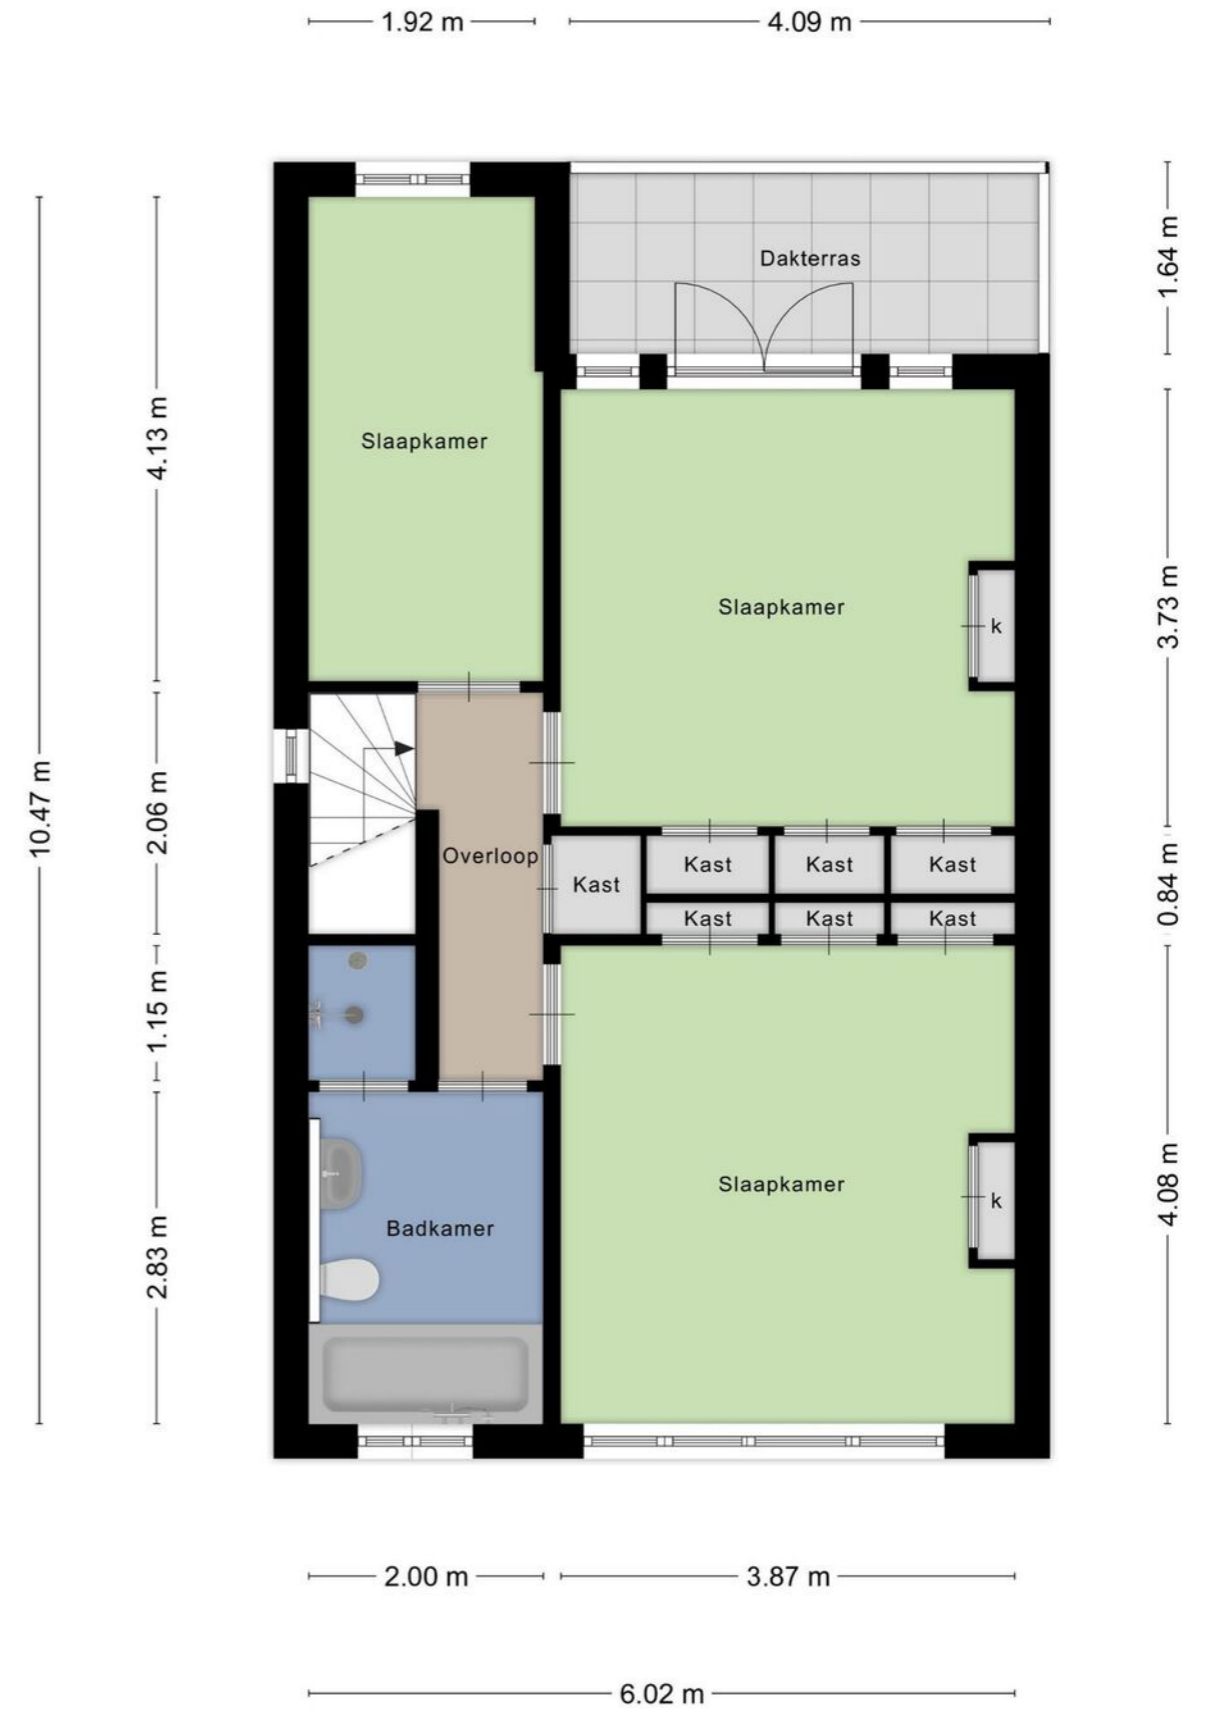 1.92 m
4.09 m
1.64 m
Dakterras
4.13 m
Slaapkamer
3.73 m
Slaapkamer
k
10.47 m
2.06 m
Overloop
Kast
Kast
Kast
Kast
Kast
Kast
Kast
0.84 m
1.15 m
4.08 m
Slaapkamer
k
Badkamer
2.83 m
2.00 m
3.87 m
6.02 m